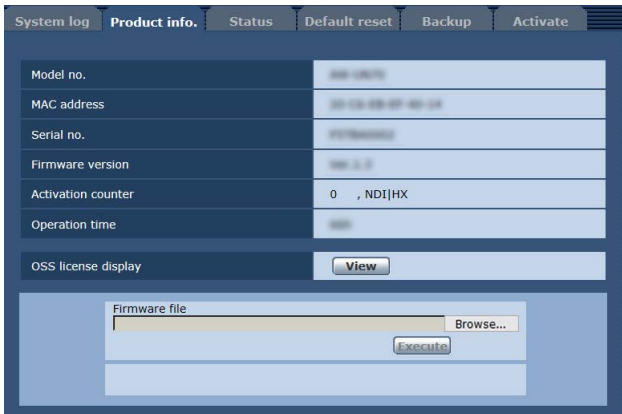 System log Product info. Status Default reset Backup Activate
Model no.
MAC address
Serial no.
Firmware version
Activation counter 0 , NDI|HX
Operation time
OSS license display View
Firmware file
Browse...
Execute